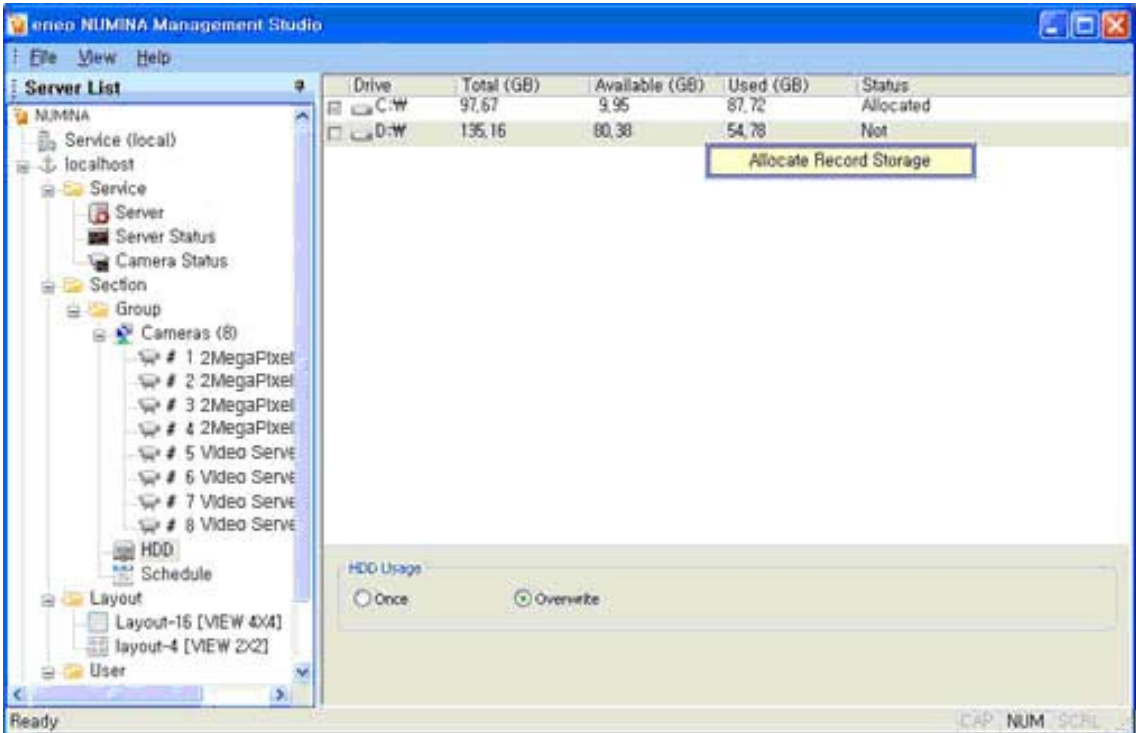 eneo NUMINA Management Studio
File View Help
Server List
NUMINA
Service (local)
localhost
Service
Server
Server Status
Camera Status
Section
Group
Cameras (8)
# 1 2MegaPixel
# 2 2MegaPixel
# 3 2MegaPixel
# 4 2MegaPixel
# 5 Video Serve
# 6 Video Serve
# 7 Video Serve
# 8 Video Serve
HDD
Schedule
Layout
Layout-16 [VIEW 4X4]
layout-4 [VIEW 2X2]
User
Drive Total (GB) Available (GB) Used (GB) Status
C:₩ 97,67 9,95 87,72 Allocated
D:₩ 135,16 80,38 54,78 Not
Allocate Record Storage
HDD Usage
Once Overwrite
Ready CAP NUM SCRL